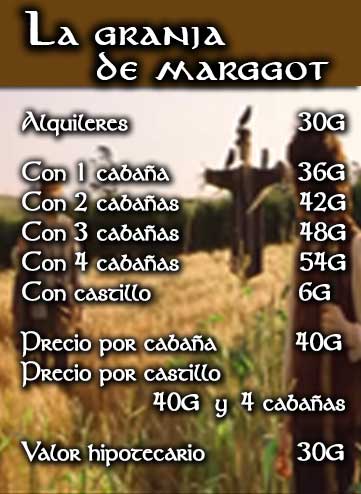 La granja
de marggot
Alquileres 30G
Con 1 cabaña 36G
Con 2 cabañas 42G
Con 3 cabañas 48G
Con 4 cabañas 54G
Con castillo 6G
Precio por cabaña 40G
Precio por castillo
40G y 4 cabañas
Valor hipotecario 30G